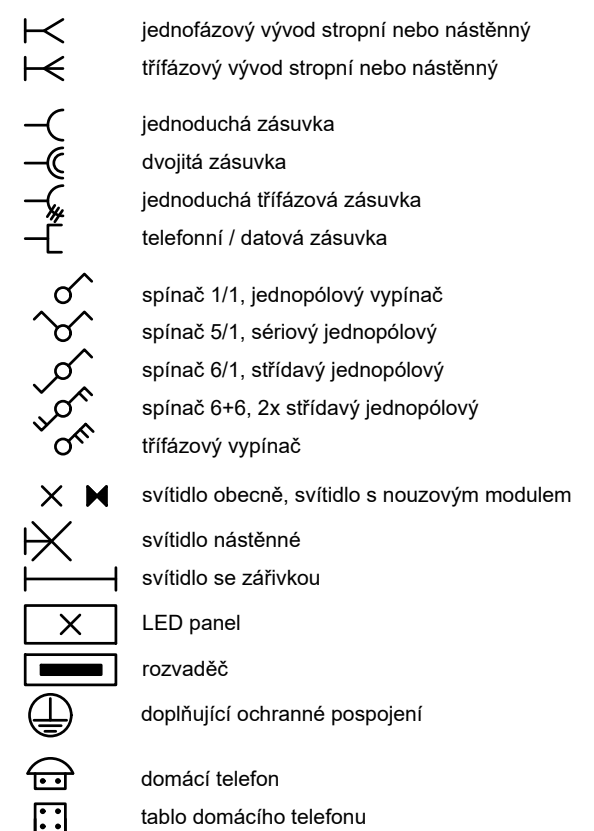 jednofázový vývod stropní nebo nástěnný
třífázový vývod stropní nebo nástěnný
jednoduchá zásuvka
dvojitá zásuvka
jednoduchá třífázová zásuvka
telefonní / datová zásuvka
spínač 1/1, jednopólový vypínač
spínač 5/1, sériový jednopólový
spínač 6/1, střídavý jednopólový
spínač 6+6, 2x střídavý jednopólový
třífázový vypínač
svítidlo obecně, svítidlo s nouzovým modulem
svítidlo nástěnné
svítidlo se zářivkou
LED panel
rozvaděč
doplňující ochranné pospojení
domácí telefon
tablo domácího telefonu